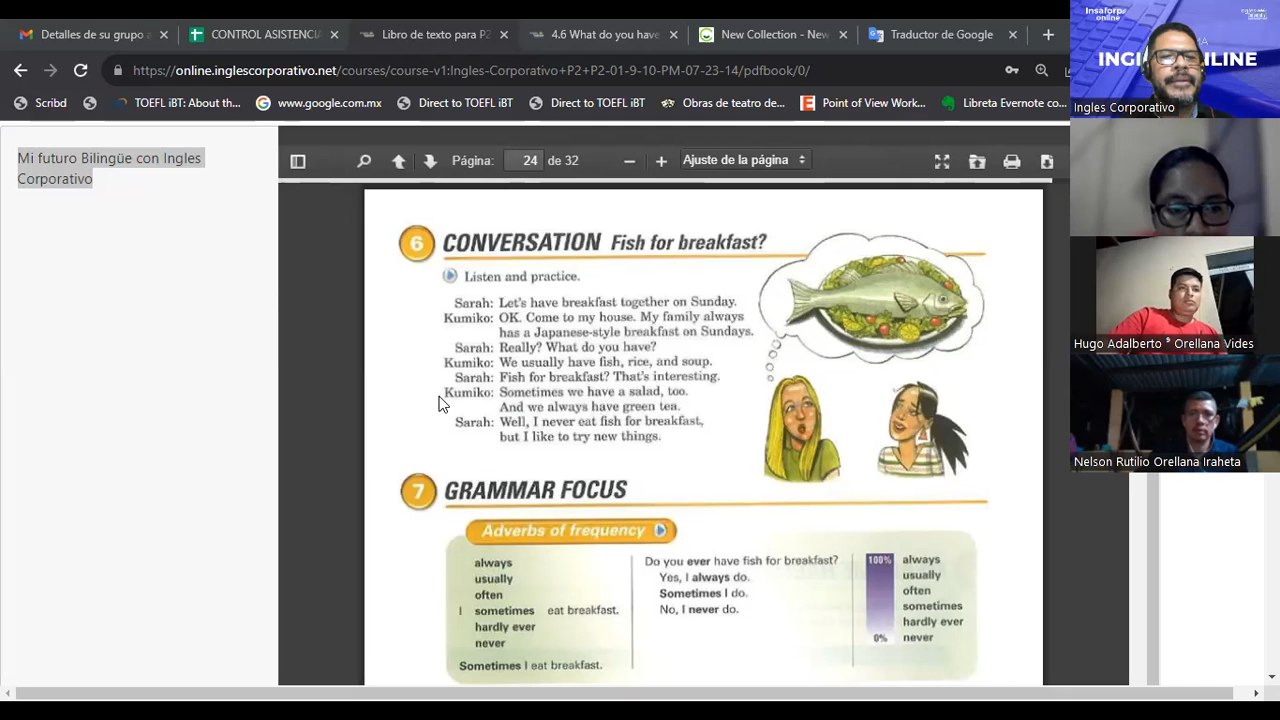 Detalles de su grupo
CONTROL ASISTENCIA
Libro de texto para P2
4.6 What do you have
New Collection - New
Traductor de Google
https://online.inglescorporativo.net/courses/course-v1:Ingles-Corporativo+P2+P2-01-9-10-PM-07-23-14/pdfbook/0/
Scribd
TOEFL iBT: About th...
www.google.com.mx
Direct to TOEFL iBT
Direct to TOEFL iBT
Obras de teatro de...
Point of View Work...
Libreta Evernote co...
Mi futuro Bilingüe con Ingles
Corporativo
Página:
24
de 32
Ajuste de la página
6 CONVERSATION Fish for breakfast?
Listen and practice.
Sarah: Let's have breakfast together on Sunday.
Kumiko: OK. Come to my house. My family always
has a Japanese-style breakfast on Sundays.
Sarah: Really? What do you have?
Kumiko: We usually have fish, rice, and soup.
Sarah: Fish for breakfast? That's interesting.
Kumiko: Sometimes we have a salad, too.
And we always have green tea.
Sarah: Well, I never eat fish for breakfast,
but I like to try new things.
7 GRAMMAR FOCUS
Adverbs of frequency
always
usually
often
I sometimes eat breakfast.
hardly ever
never
Sometimes I eat breakfast.
Do you ever have fish for breakfast?
Yes, I always do.
Sometimes I do.
No, I never do.
100% always
usually
often
sometimes
hardly ever
0% never
Insaforp
online
INGL
NLINE
Ingles Corporativo
Hugo Adalberto Orellana Vides
Nelson Rutilio Orellana Iraheta